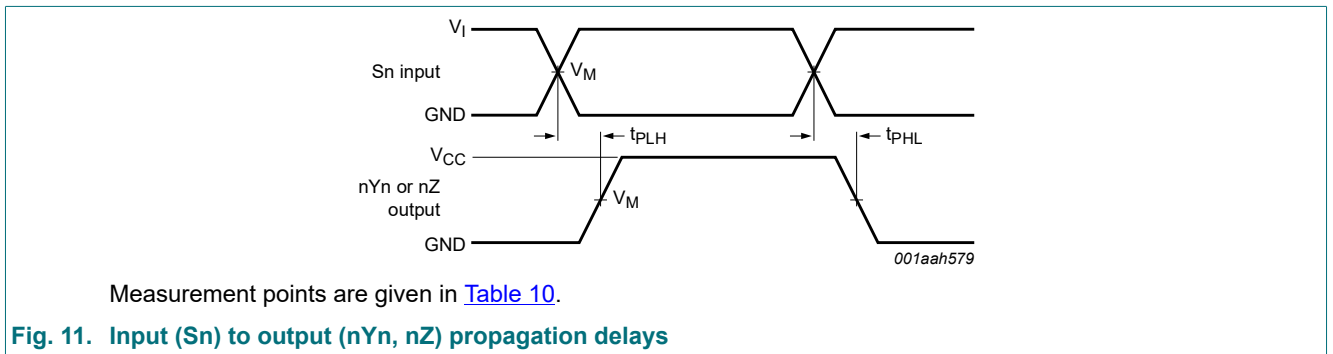 VI
Sn input
VM
GND
tPLH
tPHL
VCC
nYn or nZ
output
VM
GND
001aah579
Measurement points are given in Table 10.
Fig. 11. Input (Sn) to output (nYn, nZ) propagation delays